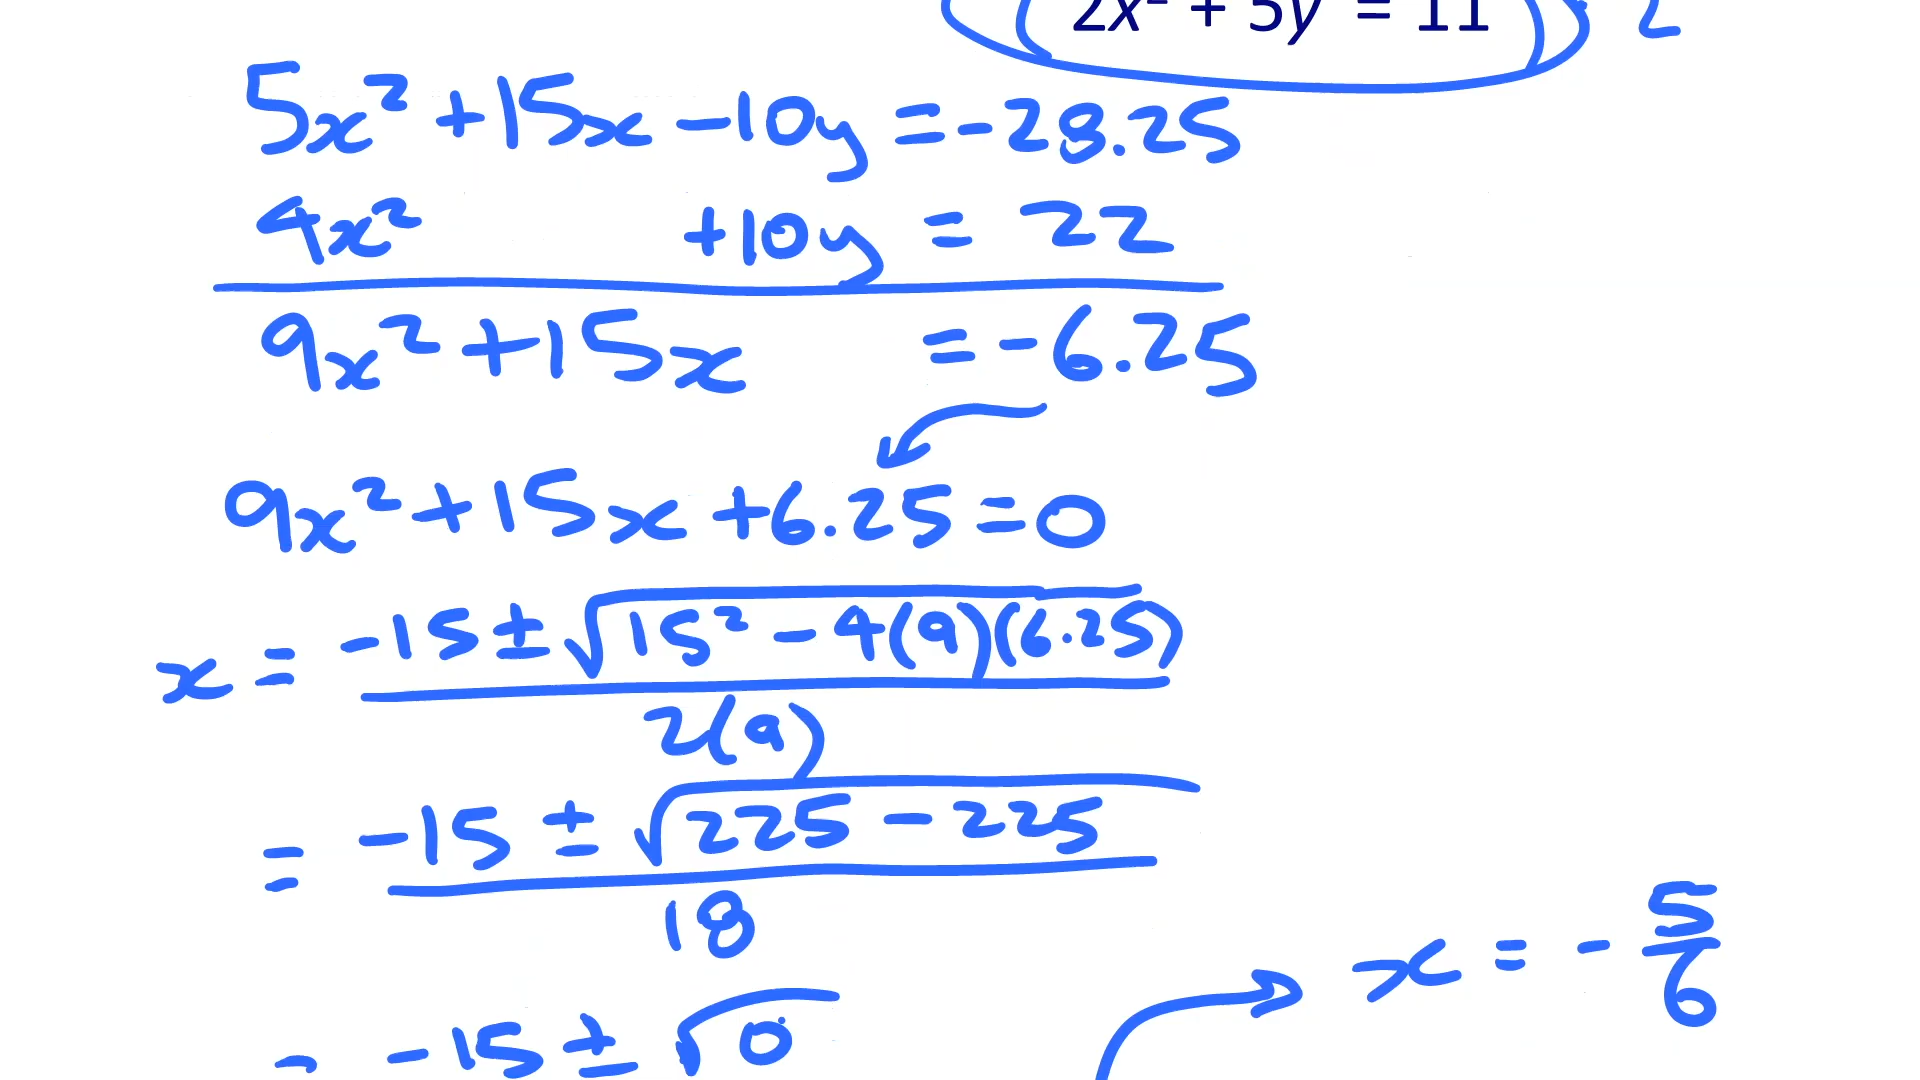 2x² + 5y = 11 2
5x² +15x -10y = -28.25
4x² +10y = 22
9x² +15x = -6.25
9x² +15x +6.25 = 0
x = (-15 ± √(15² - 4(9)(6.25))) / 2(9)
= (-15 ± √(225 - 225)) / 18
x = - 5/6
= -15 ± √0